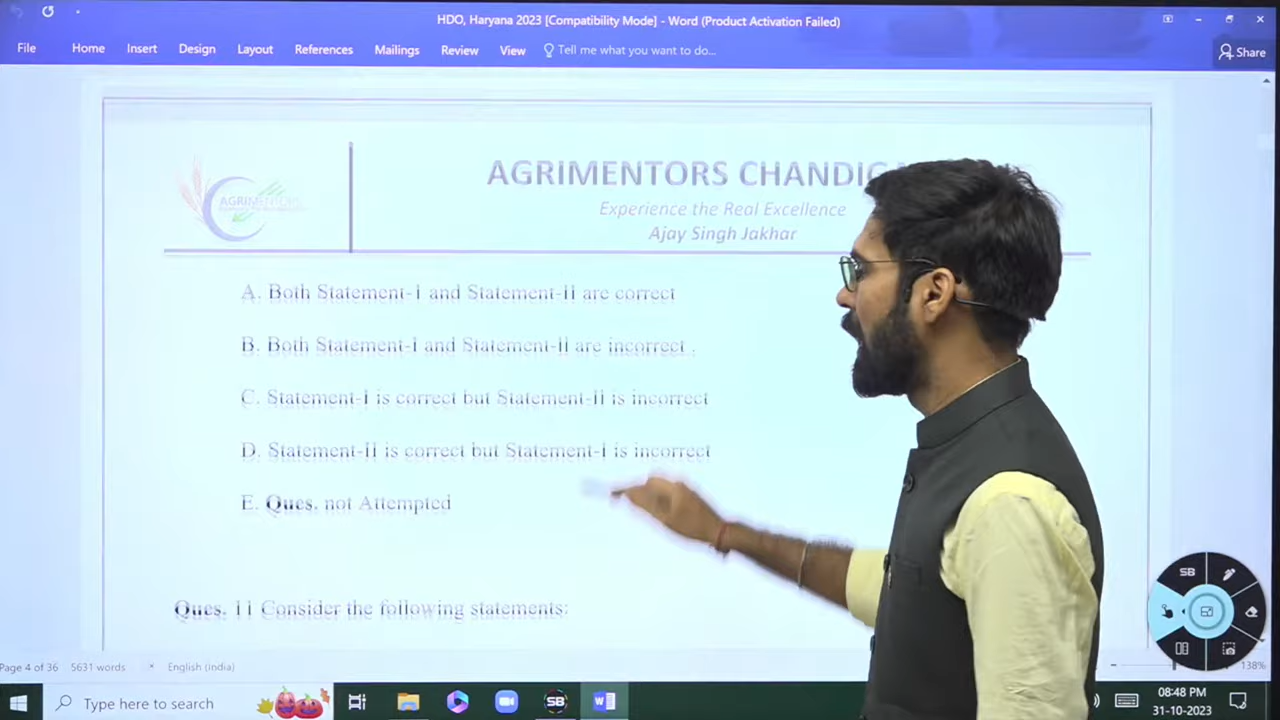 HDO, Haryana 2023 [Compatibility Mode] - Word (Product Activation Failed)
File Home Insert Design Layout References Mailings Review View Tell me what you want to do... Share
AGRIMENTORS
AGRIMENTORS
Experience the Real Excellence
Ajay Singh Jakhar
A. Both Statement-I and Statement-II are correct
B. Both Statement-I and Statement-II are incorrect .
C. Statement-I is correct but Statement-II is incorrect
D. Statement-II is correct but Statement-I is incorrect
E. Ques. not Attempted
Ques. 11 Consider the following statements:
SB
Page 4 of 36 5631 words English (India) 138%
Type here to search SB 08:48 PM
31-10-2023